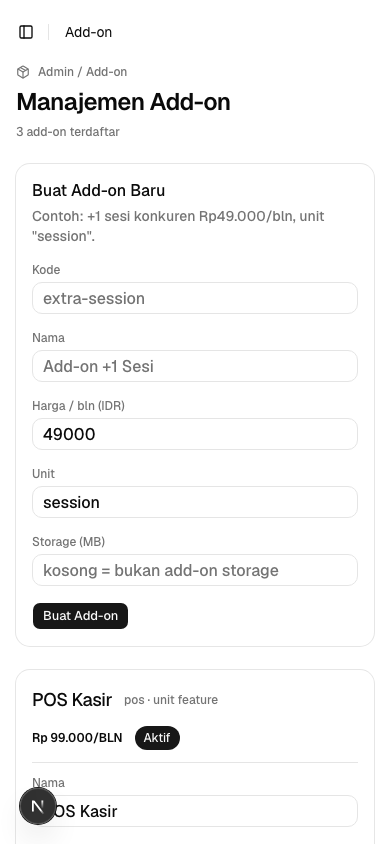 Add-on
Admin / Add-on
Manajemen Add-on
3 add-on terdaftar
Buat Add-on Baru
Contoh: +1 sesi konkuren Rp49.000/bln, unit
"session".
Kode
extra-session
Nama
Add-on +1 Sesi
Harga / bln (IDR)
49000
Unit
session
Storage (MB)
kosong = bukan add-on storage
Buat Add-on
POS Kasir pos · unit feature
Rp 99.000/BLN Aktif
Nama
N
POS Kasir